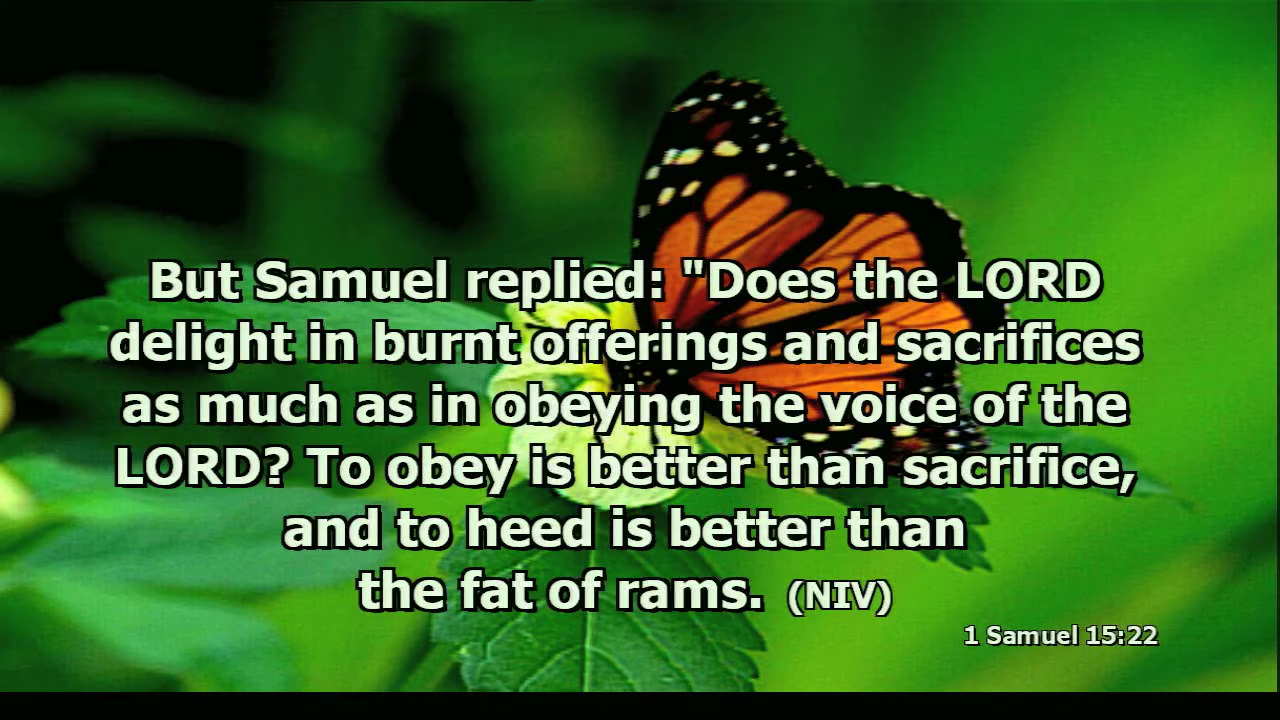 But Samuel replied: "Does the LORD
delight in burnt offerings and sacrifices
as much as in obeying the voice of the
LORD? To obey is better than sacrifice,
and to heed is better than
the fat of rams. (NIV)
1 Samuel 15:22